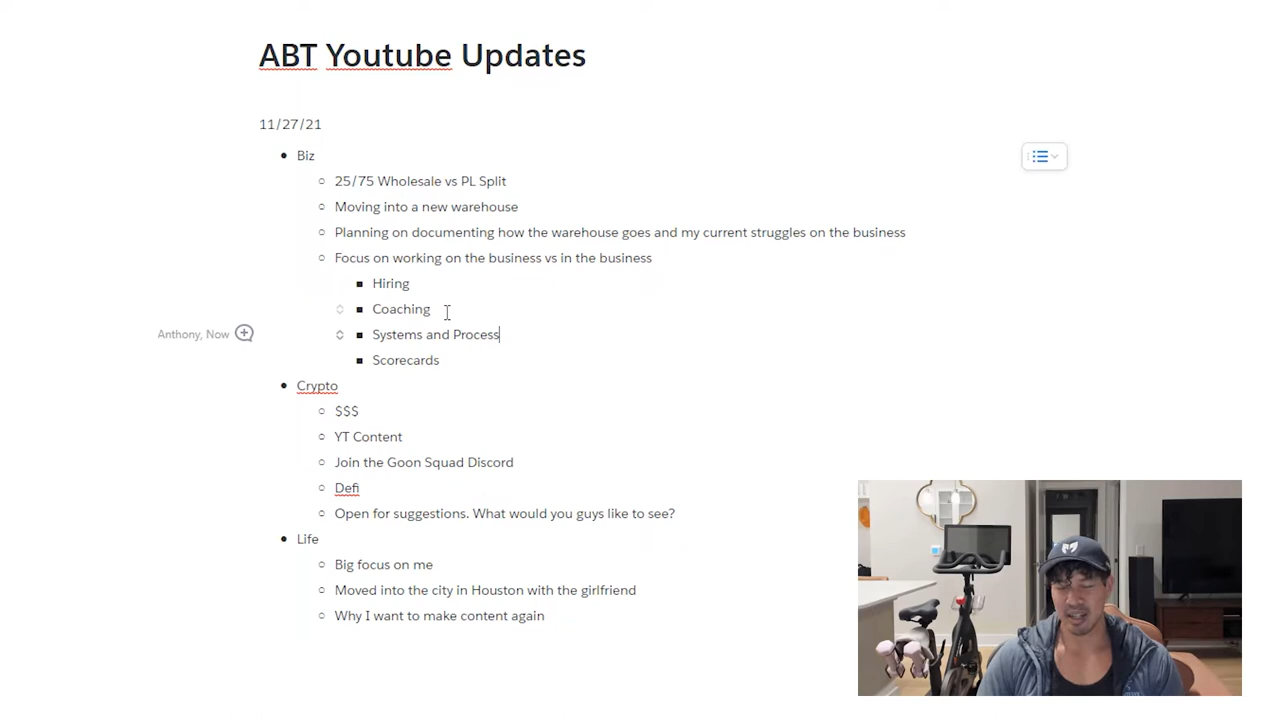 ABT Youtube Updates
11/27/21
Biz
25/75 Wholesale vs PL Split
Moving into a new warehouse
Planning on documenting how the warehouse goes and my current struggles on the business
Focus on working on the business vs in the business
Hiring
Coaching
Anthony, Now
Systems and Process
Scorecards
Crypto
$$$
YT Content
Join the Goon Squad Discord
Defi
Open for suggestions. What would you guys like to see?
Life
Big focus on me
Moved into the city in Houston with the girlfriend
Why I want to make content again